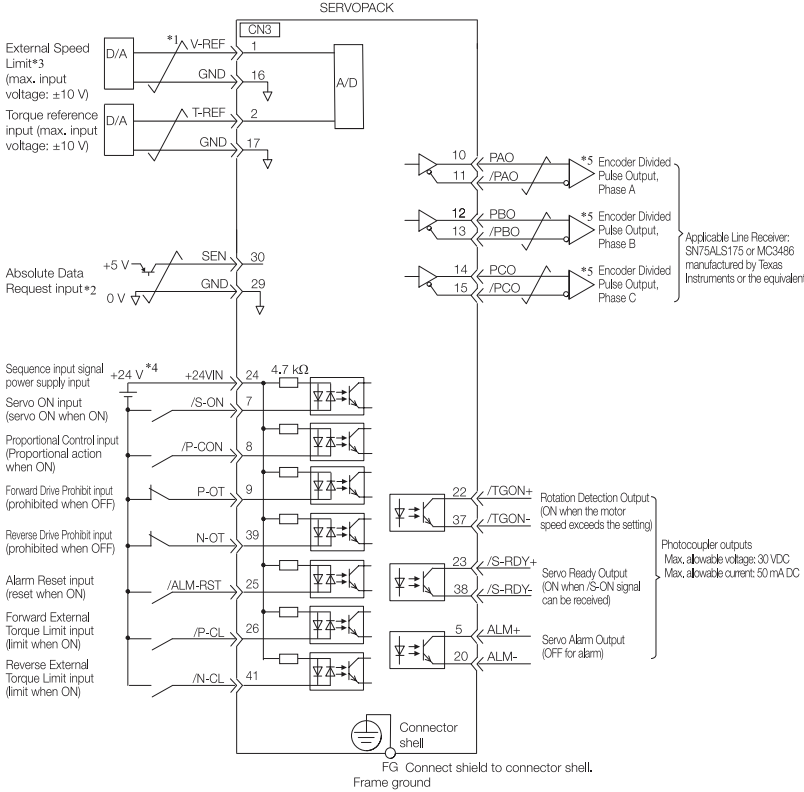 SERVOPACK
CN3
External Speed
Limit*3
(max. input
voltage: ±10 V)
D/A
*1
V-REF
1
GND
16
A/D
Torque reference
input (max. input
voltage: ±10 V)
D/A
T-REF
2
GND
17
10
PAO
11
/PAO
*5
Encoder Divided
Pulse Output,
Phase A
12
PBO
13
/PBO
*5
Encoder Divided
Pulse Output,
Phase B
14
PCO
15
/PCO
*5
Encoder Divided
Pulse Output,
Phase C
Applicable Line Receiver:
SN75ALS175 or MC3486
manufactured by Texas
Instruments or the equivalent
Absolute Data
Request input*2
+5 V
0 V
SEN
30
GND
29
Sequence input signal
power supply input
+24 V
*4
+24VIN
24
4.7 kΩ
Servo ON input
(servo ON when ON)
/S-ON
7
Proportional Control input
(Proportional action
when ON)
/P-CON
8
Forward Drive Prohibit input
(prohibited when OFF)
P-OT
9
Reverse Drive Prohibit input
(prohibited when OFF)
N-OT
39
Alarm Reset input
(reset when ON)
/ALM-RST
25
Forward External
Torque Limit input
(limit when ON)
/P-CL
26
Reverse External
Torque Limit input
(limit when ON)
/N-CL
41
22
/TGON+
37
/TGON-
Rotation Detection Output
(ON when the motor
speed exceeds the setting)
23
/S-RDY+
38
/S-RDY-
Servo Ready Output
(ON when /S-ON signal
can be received)
5
ALM+
20
ALM-
Servo Alarm Output
(OFF for alarm)
Photocoupler outputs
Max. allowable voltage: 30 VDC
Max. allowable current: 50 mA DC
Connector
shell
FG Connect shield to connector shell.
Frame ground